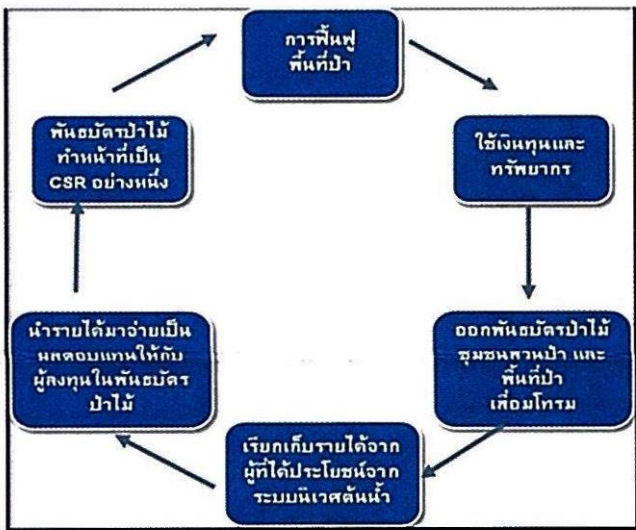 การฟื้นฟู
พื้นที่ป่า
ใช้เงินทุนและ
ทรัพยากร
ออกพันธบัตรป่าไม้
ชุมชนสวนป่า และ
พื้นที่ป่า
เสื่อมโทรม
เรียกเก็บรายได้จาก
ผู้ที่ได้ประโยชน์จาก
ระบบนิเวศต้นน้ำ
นำรายได้มาจ่ายเป็น
ผลตอบแทนให้กับ
ผู้ลงทุนในพันธบัตร
ป่าไม้
พันธบัตรป่าไม้
ทำหน้าที่เป็น
CSR อย่างหนึ่ง